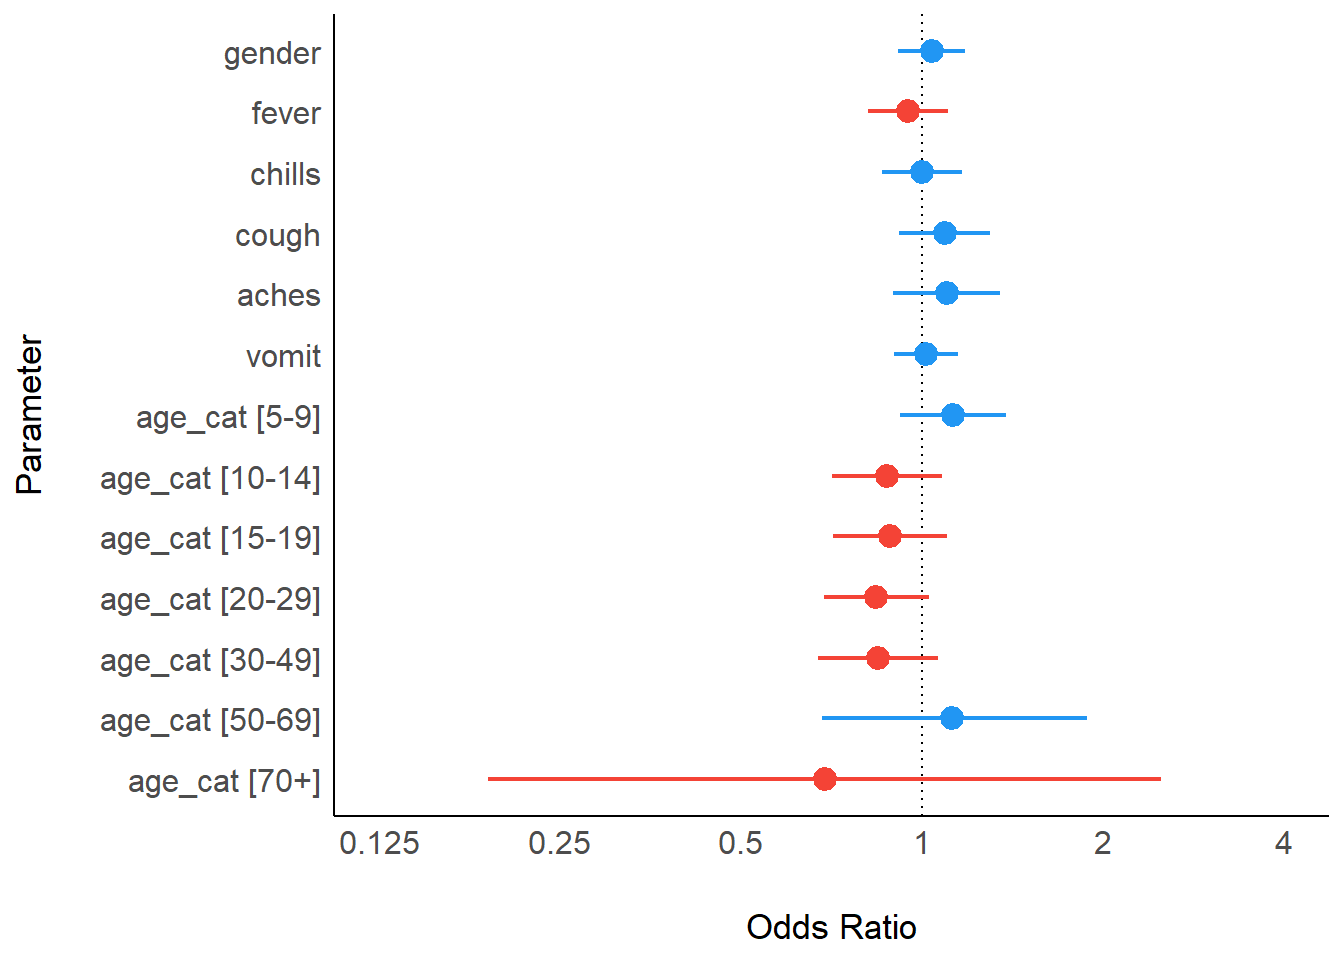 gender
fever
chills
cough
aches
vomit
age_cat [5-9]
age_cat [10-14]
age_cat [15-19]
age_cat [20-29]
age_cat [30-49]
age_cat [50-69]
age_cat [70+]
Parameter
0.125 0.25 0.5 1 2 4
Odds Ratio